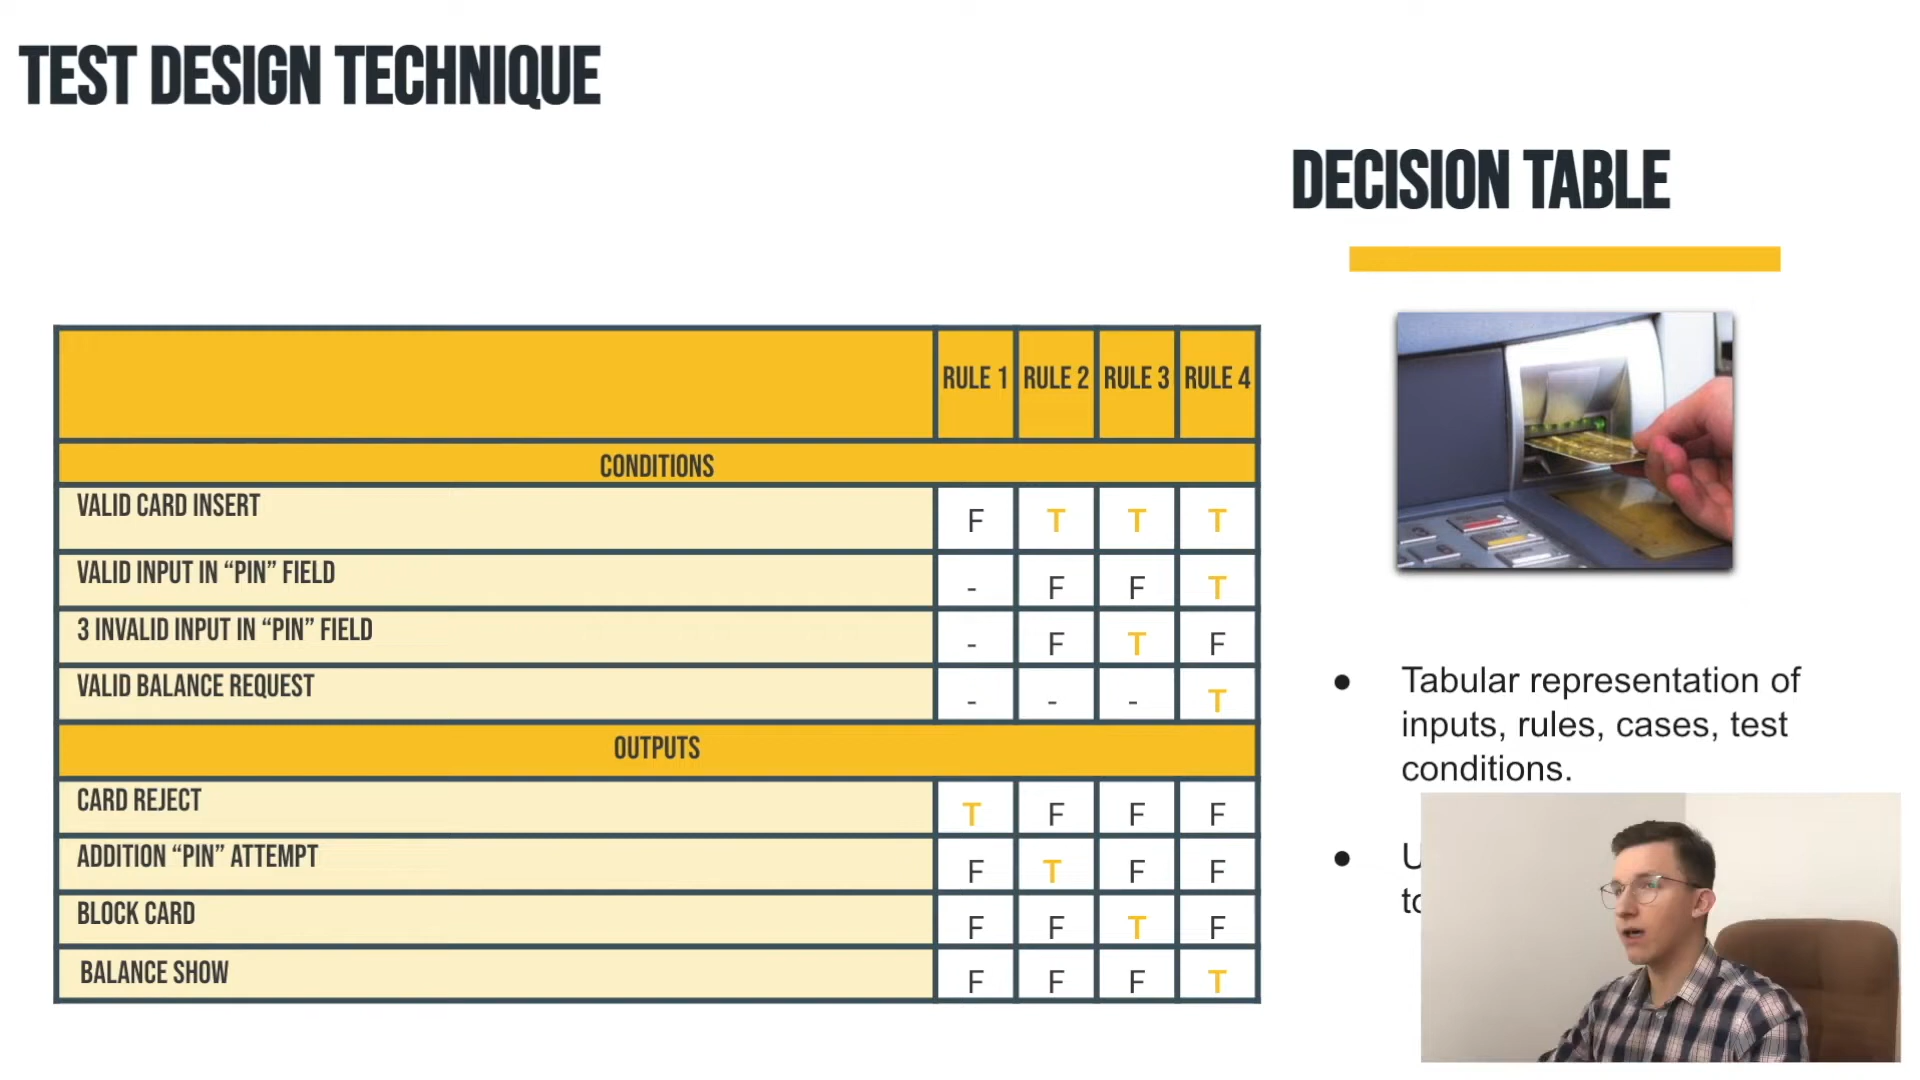 TEST DESIGN TECHNIQUE
DECISION TABLE
RULE 1 RULE 2 RULE 3 RULE 4
CONDITIONS
VALID CARD INSERT F T T T
VALID INPUT IN “PIN” FIELD - F F T
3 INVALID INPUT IN “PIN” FIELD - F T F
VALID BALANCE REQUEST - - - T
OUTPUTS
CARD REJECT T F F F
ADDITION “PIN” ATTEMPT F T F F
BLOCK CARD F F T F
BALANCE SHOW F F F T
● Tabular representation of
inputs, rules, cases, test
conditions.
●